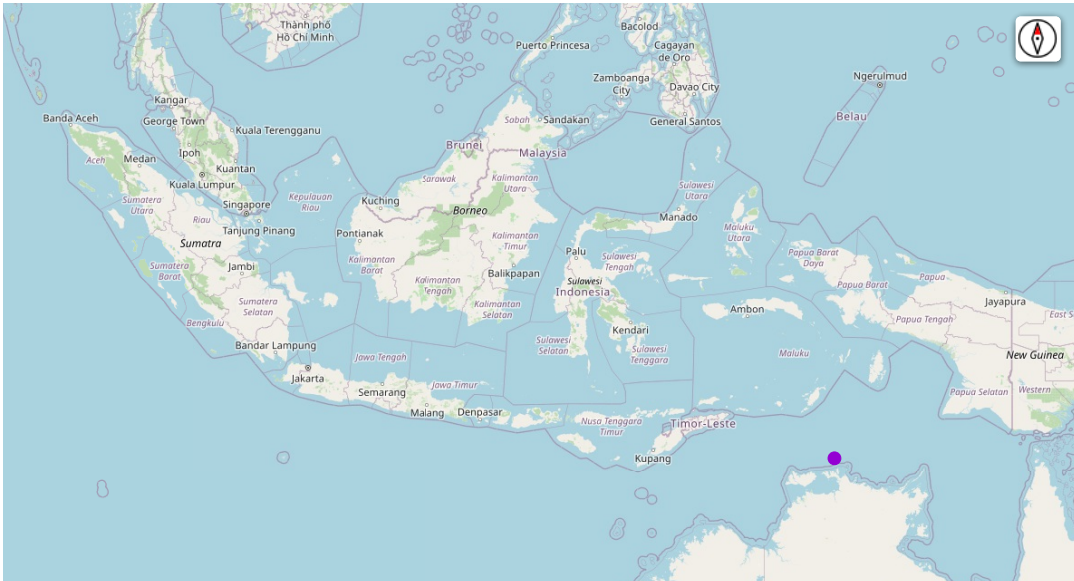 Thành phố
Hồ Chí Minh
Bacolod
Puerto Princesa
Cagayan
de Oro
Zamboanga
City
Davao City
Ngerulmud
Kangar
Banda Aceh
George Town
Kuala Terengganu
Sabah
Sandakan
General Santos
Belau
Ipoh
Brunei
Malaysia
Aceh
Medan
Kuantan
Kuala Lumpur
Sarawak
Kalimantan
Utara
Sulawesi
Utara
Sumatera
Utara
Kepulauan
Riau
Kuching
Singapore
Riau
Borneo
Manado
Tanjung Pinang
Pontianak
Maluku
Utara
Sumatra
Kalimantan
Timur
Palu
Papua Barat
Daya
Sumatera
Barat
Jambi
Kalimantan
Barat
Balikpapan
Sulawesi
Tengah
Papua
Kalimantan
Tengah
Sulawesi
Indonesia
Papua Barat
Sumatera
Selatan
Kalimantan
Selatan
Ambon
Jayapura
Bengkulu
Kendari
Papua Tengah
East S
Bandar Lampung
Sulawesi
Selatan
Sulawesi
Tenggara
Maluku
New Guinea
Jawa Tengah
Jakarta
Semarang
Jawa Timur
Papua Selatan
Western
Malang
Denpasar
Nusa Tenggara
Timur
Timor-Leste
Kupang